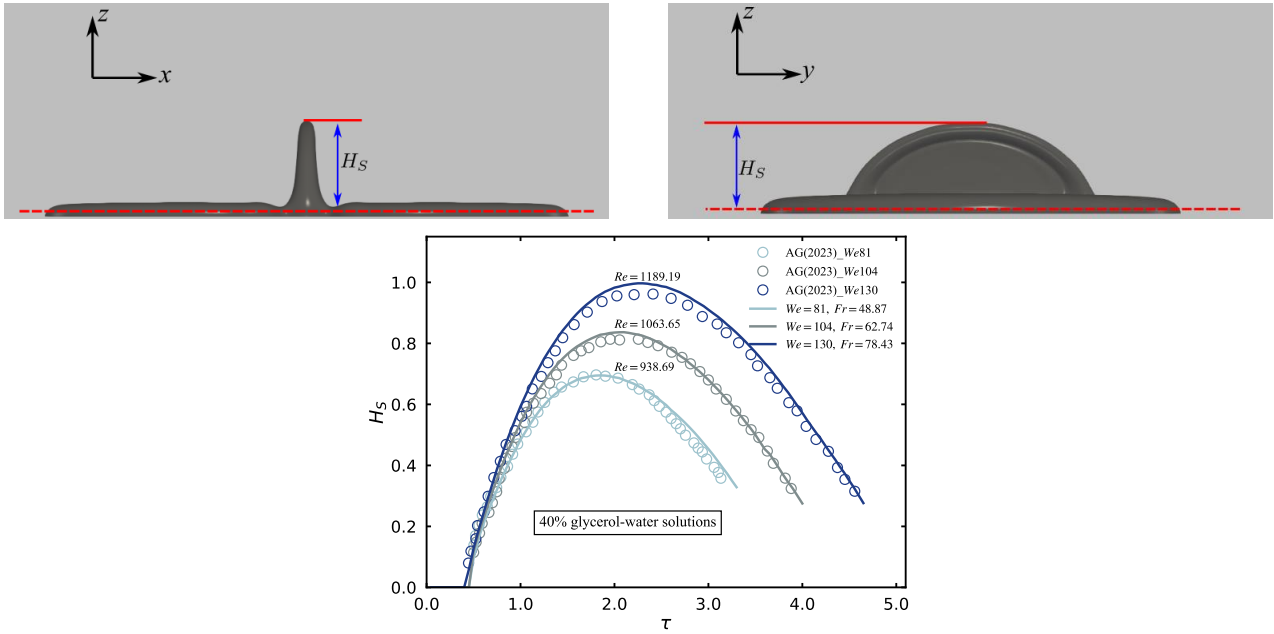 z
x
H_S
z
y
H_S
H_S
1.0
0.8
0.6
0.4
0.2
0.0
Re = 1189.19
Re = 1063.65
Re = 938.69
AG(2023)_We81
AG(2023)_We104
AG(2023)_We130
We = 81, Fr = 48.87
We = 104, Fr = 62.74
We = 130, Fr = 78.43
40% glycerol-water solutions
0.0 1.0 2.0 3.0 4.0 5.0
τ